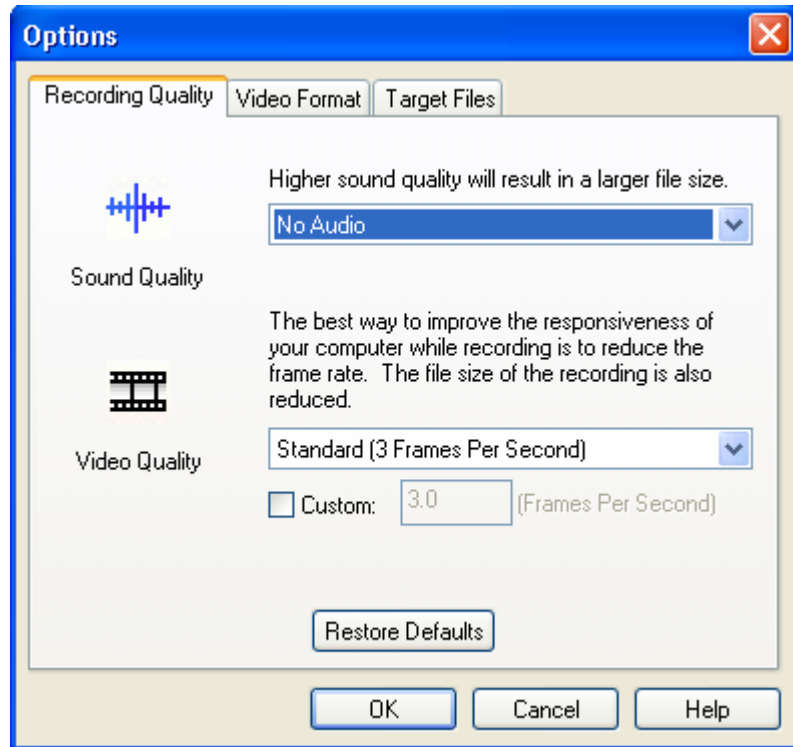 Options
Recording Quality
Video Format
Target Files
Higher sound quality will result in a larger file size.
No Audio
Sound Quality
The best way to improve the responsiveness of
your computer while recording is to reduce the
frame rate.  The file size of the recording is also
reduced.
Standard (3 Frames Per Second)
Video Quality
Custom:
3.0
(Frames Per Second)
Restore Defaults
OK
Cancel
Help